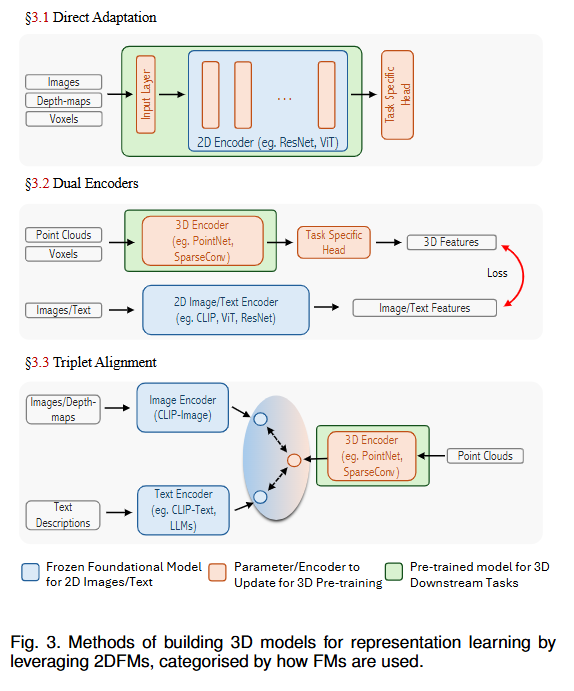 §3.1 Direct Adaptation
Images
Depth-maps
Voxels
Input Layer
...
2D Encoder (eg. ResNet, ViT)
Task Specific
Head
§3.2 Dual Encoders
Point Clouds
Voxels
3D Encoder
(eg. PointNet,
SparseConv)
Task Specific
Head
3D Features
Loss
Images/Text
2D Image/Text Encoder
(eg. CLIP, ViT, ResNet)
Image/Text Features
§3.3 Triplet Alignment
Images/Depth-
maps
Image Encoder
(CLIP-Image)
3D Encoder
(eg. PointNet,
SparseConv)
Point Clouds
Text
Descriptions
Text Encoder
(eg. CLIP-Text,
LLMs)
Frozen Foundational Model
for 2D Images/Text
Parameter/Encoder to
Update for 3D Pre-training
Pre-trained model for 3D
Downstream Tasks
Fig. 3. Methods of building 3D models for representation learning by
leveraging 2DFMs, categorised by how FMs are used.